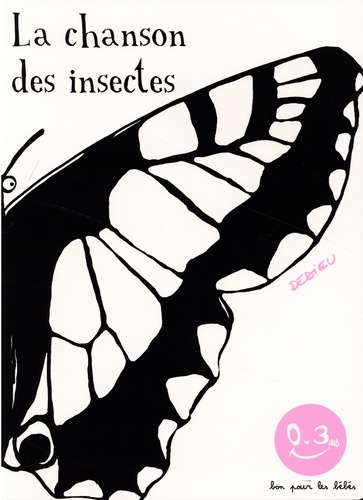 La chanson
des insectes
DEDIEU
0-3 ans
bon pour les bébés